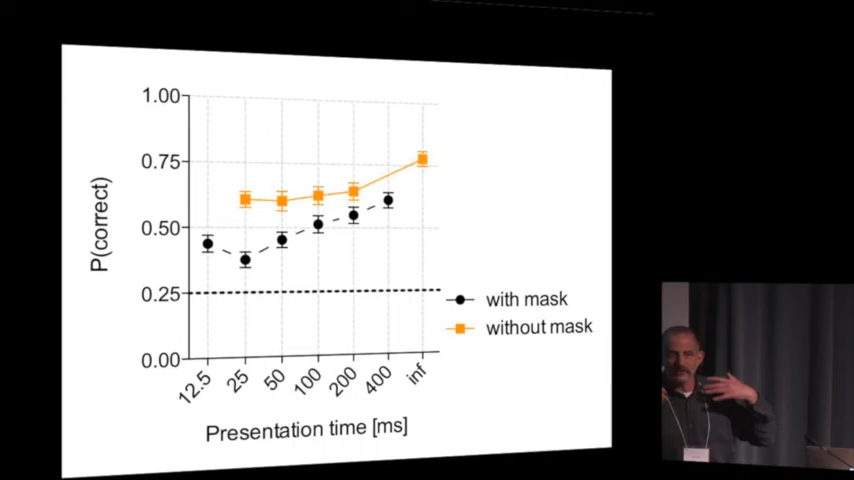 1.00
0.75
0.50
0.25
0.00
P(correct)
12.5
25
50
100
200
400
inf
Presentation time [ms]
with mask
without mask